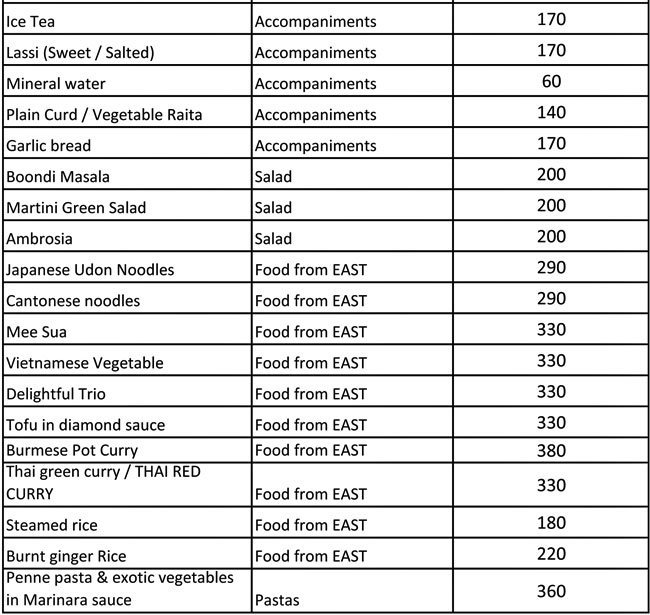 Ice Tea Accompaniments 170
Lassi (Sweet / Salted) Accompaniments 170
Mineral water Accompaniments 60
Plain Curd / Vegetable Raita Accompaniments 140
Garlic bread Accompaniments 170
Boondi Masala Salad 200
Martini Green Salad Salad 200
Ambrosia Salad 200
Japanese Udon Noodles Food from EAST 290
Cantonese noodles Food from EAST 290
Mee Sua Food from EAST 330
Vietnamese Vegetable Food from EAST 330
Delightful Trio Food from EAST 330
Tofu in diamond sauce Food from EAST 330
Burmese Pot Curry Food from EAST 380
Thai green curry / THAI RED
CURRY Food from EAST 330
Steamed rice Food from EAST 180
Burnt ginger Rice Food from EAST 220
Penne pasta & exotic vegetables
in Marinara sauce Pastas 360